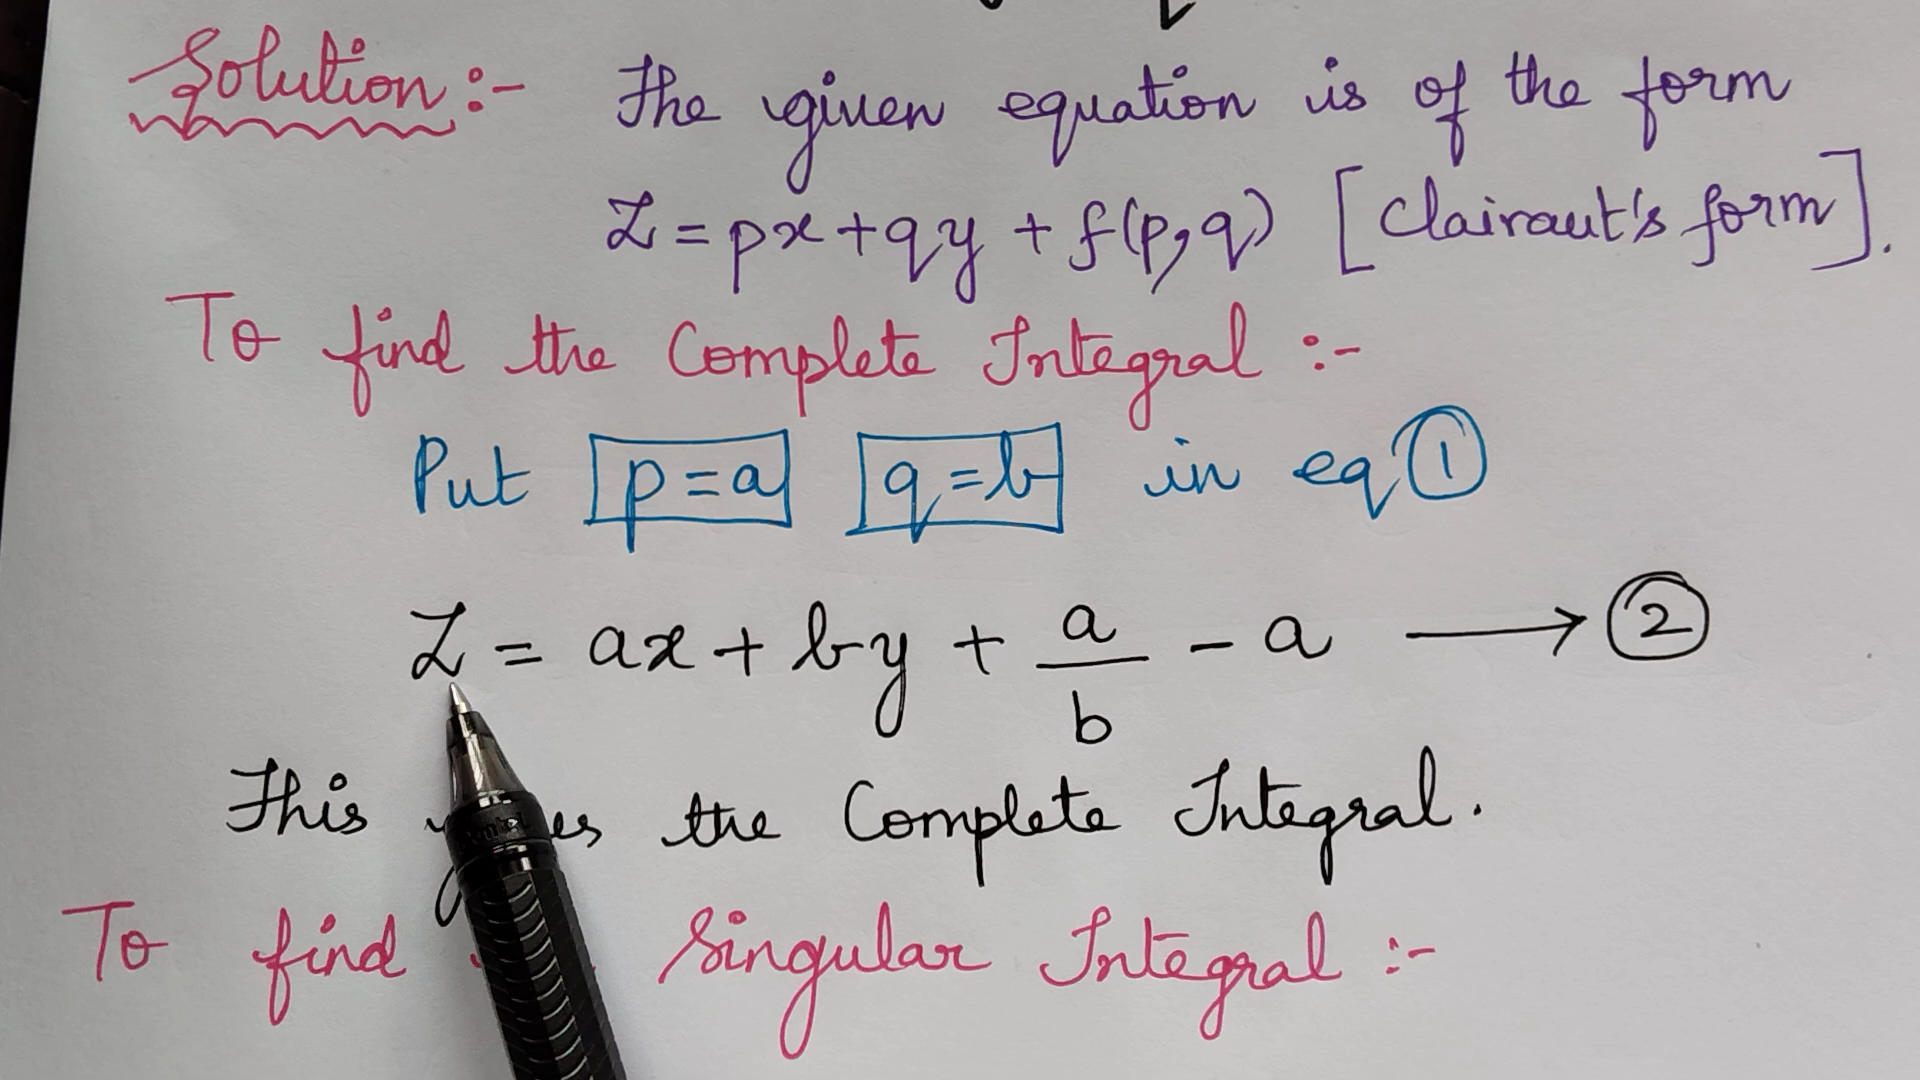 Solution :- The given equation is of the form
Z = px + qy + f(p, q) [Clairaut's form].
To find the Complete Integral :-
Put p = a q = b in eq ①
Z = ax + by + a/b - a → ②
This the Complete Integral.
To find Singular Integral :-